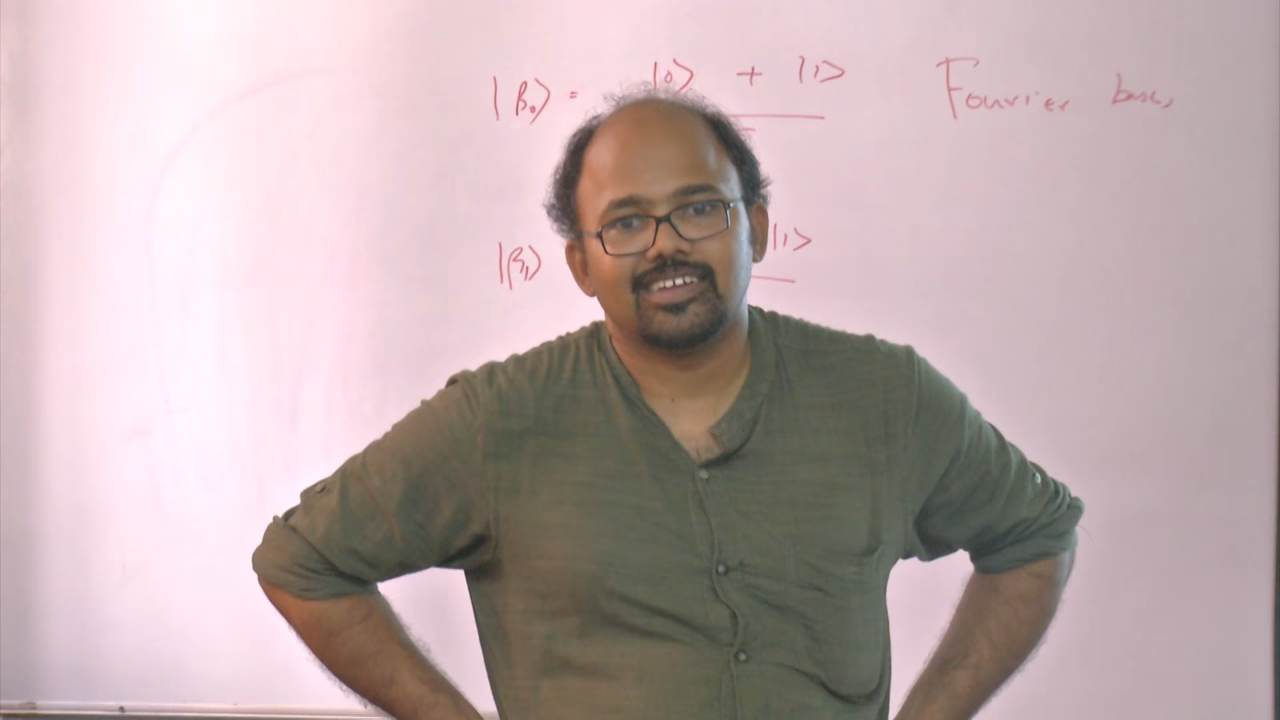 |β₀⟩ = |0⟩ + |1⟩ Fourier basis
|β₁⟩ |1⟩